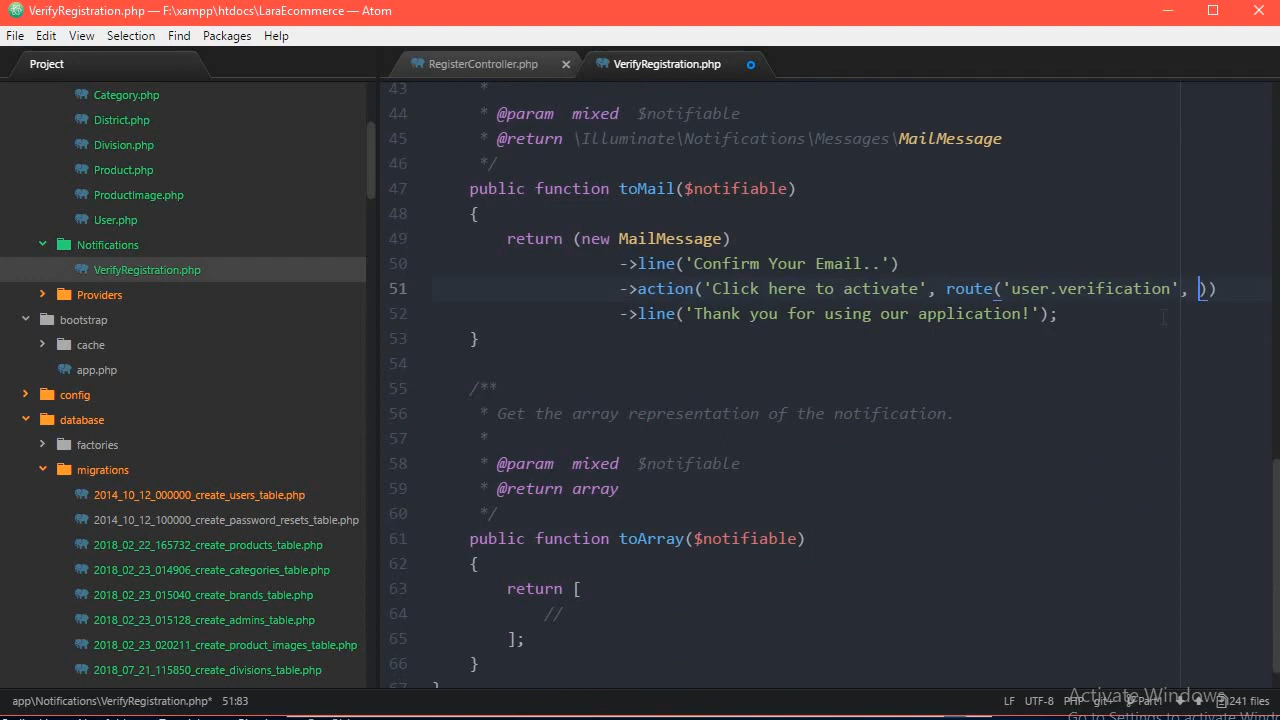 VerifyRegistration.php — F:\xampp\htdocs\LaraEcommerce — Atom
File Edit View Selection Find Packages Help
Project
RegisterController.php
VerifyRegistration.php
Category.php
District.php
Division.php
Product.php
ProductImage.php
User.php
Notifications
VerifyRegistration.php
Providers
bootstrap
cache
app.php
config
database
factories
migrations
2014_10_12_000000_create_users_table.php
2014_10_12_100000_create_password_resets_table.php
2018_02_22_165732_create_products_table.php
2018_02_23_014906_create_categories_table.php
2018_02_23_015040_create_brands_table.php
2018_02_23_015128_create_admins_table.php
2018_02_23_020211_create_product_images_table.php
2018_07_21_115850_create_divisions_table.php
43 *
44 * @param mixed $notifiable
45 * @return \Illuminate\Notifications\Messages\MailMessage
46 */
47 public function toMail($notifiable)
48 {
49 return (new MailMessage)
50 ->line('Confirm Your Email..')
51 ->action('Click here to activate', route('user.verification', ))
52 ->line('Thank you for using our application!');
53 }
54
55 /**
56 * Get the array representation of the notification.
57 *
58 * @param mixed $notifiable
59 * @return array
60 */
61 public function toArray($notifiable)
62 {
63 return [
64 //
65 ];
66 }
67 }
app\Notifications\VerifyRegistration.php* 51:83
LF UTF-8 Part1 241 files
Activate Windows
Go to Settings to activate